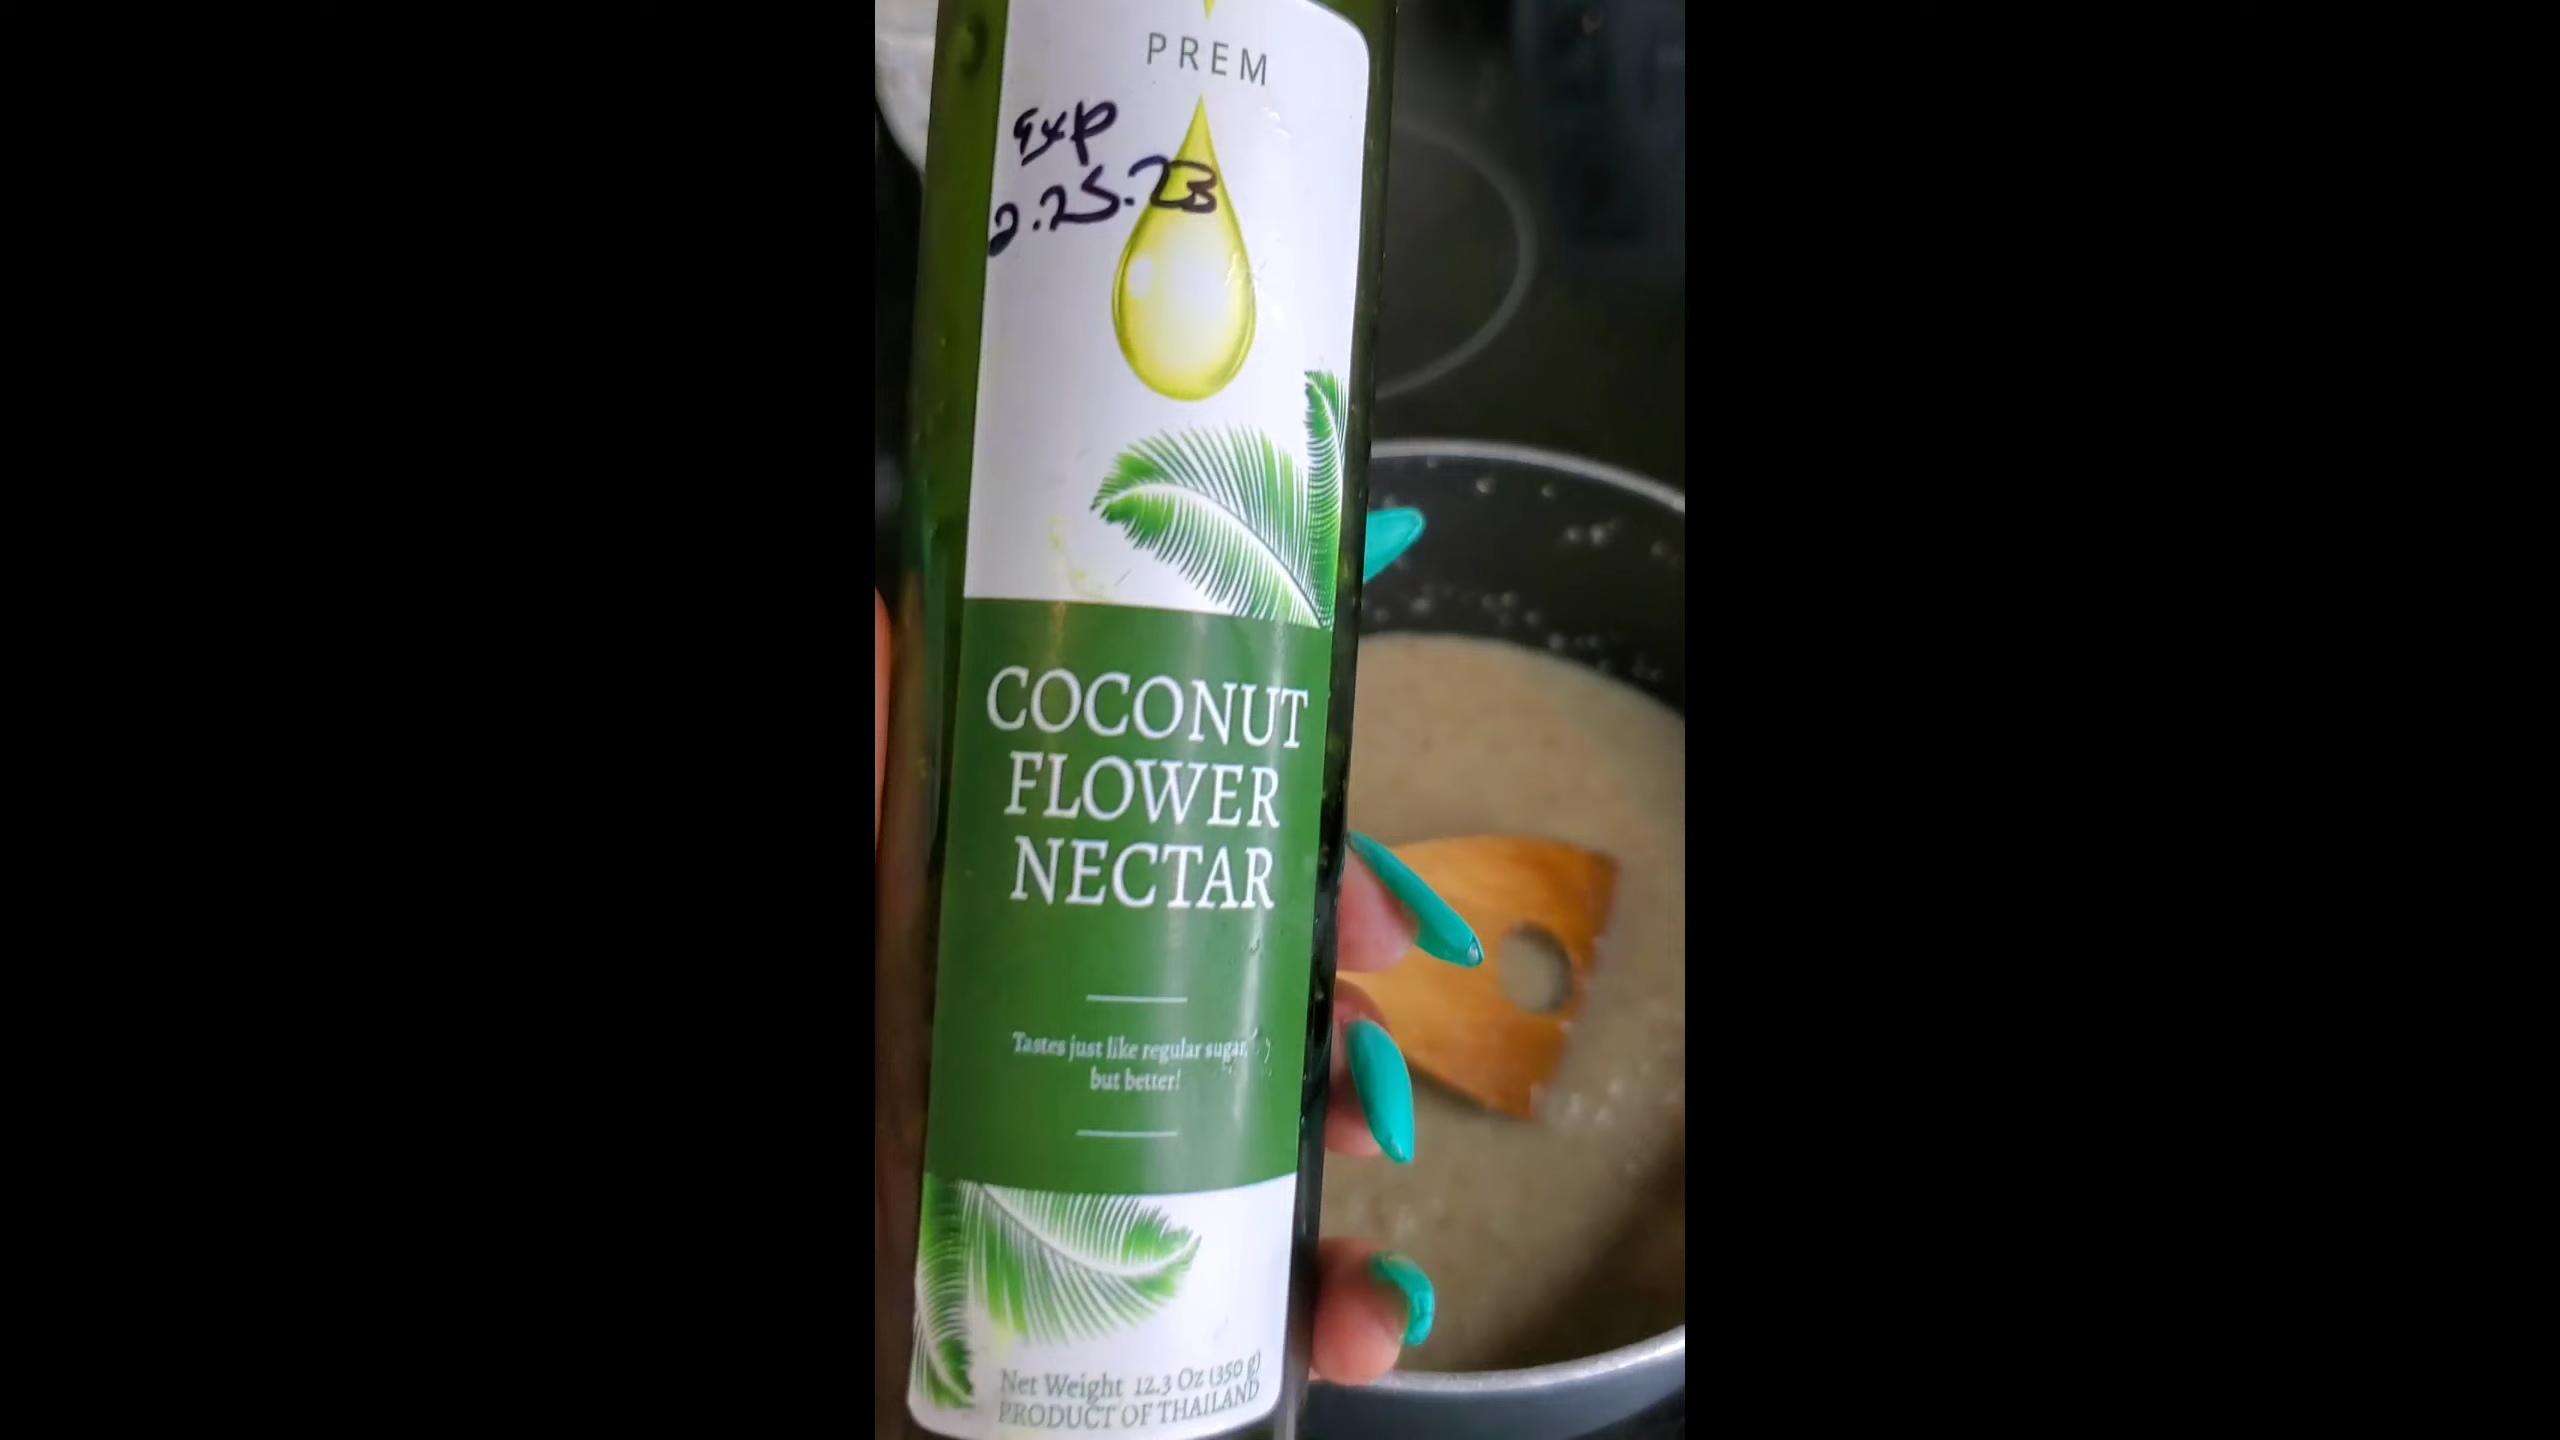 PREM
Exp
2.25.23
COCONUT
FLOWER
NECTAR
Tastes just like regular sugar,
but better!
Net Weight 12.3 Oz (350 g)
PRODUCT OF THAILAND